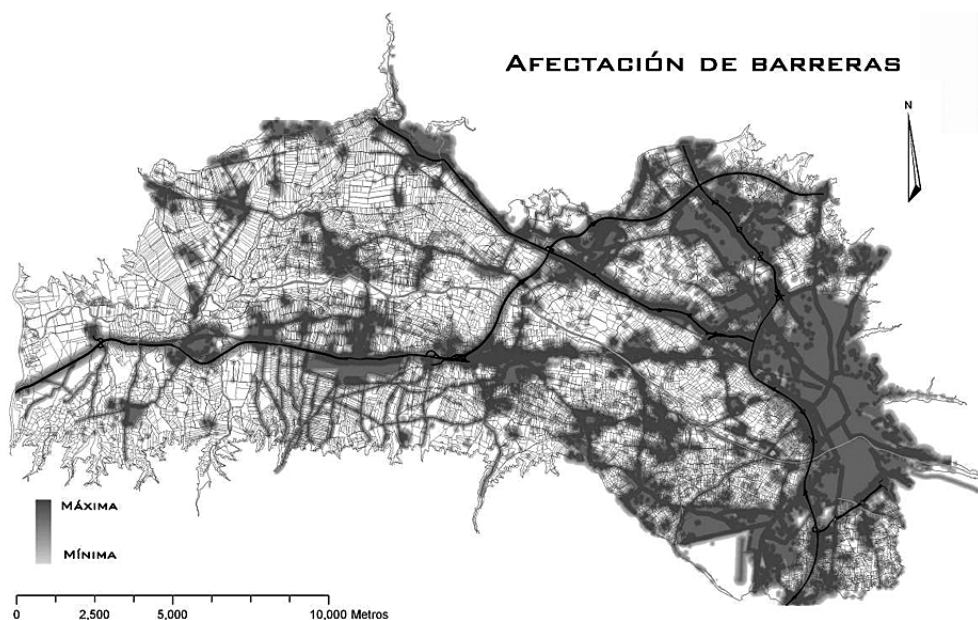 AFECTACIÓN DE BARRERAS
N
MÁXIMA
MÍNIMA
0 2,500 5,000 10,000 Metros